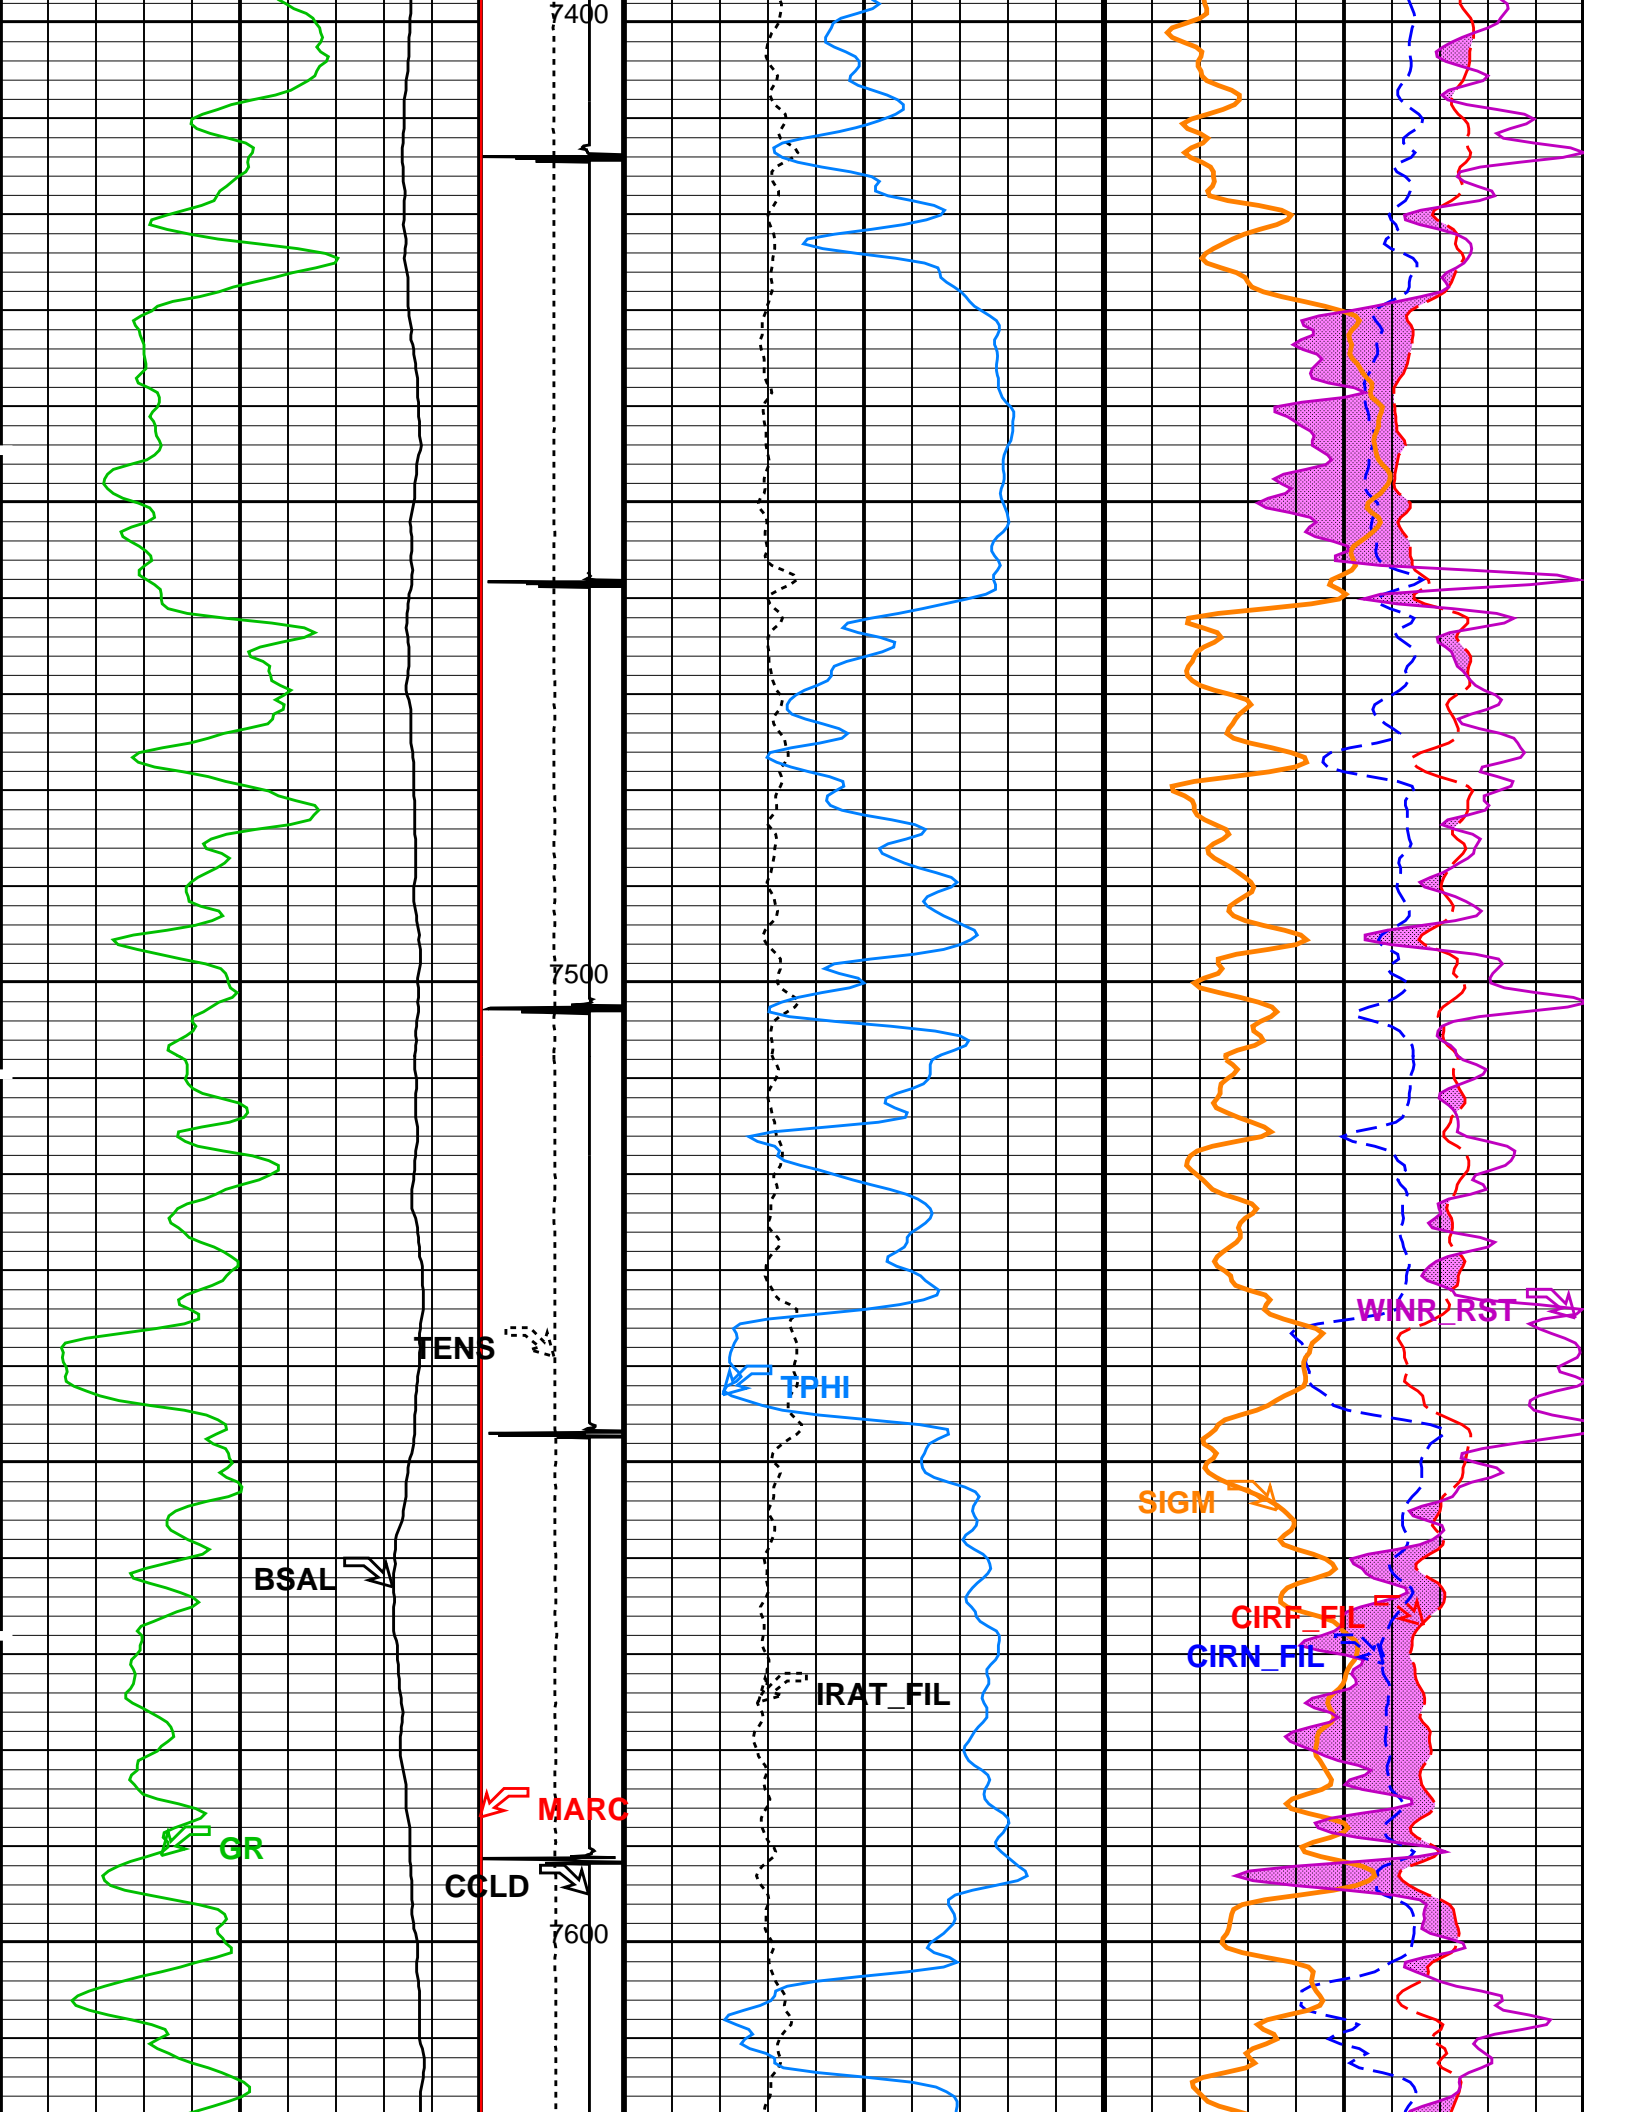 7400
7500
WINR_RST
TENS
TPHI
SIGM
BSAL
CIRF_FIL
CIRN_FIL
IRAT_FIL
MARC
GR
CCLD
7600